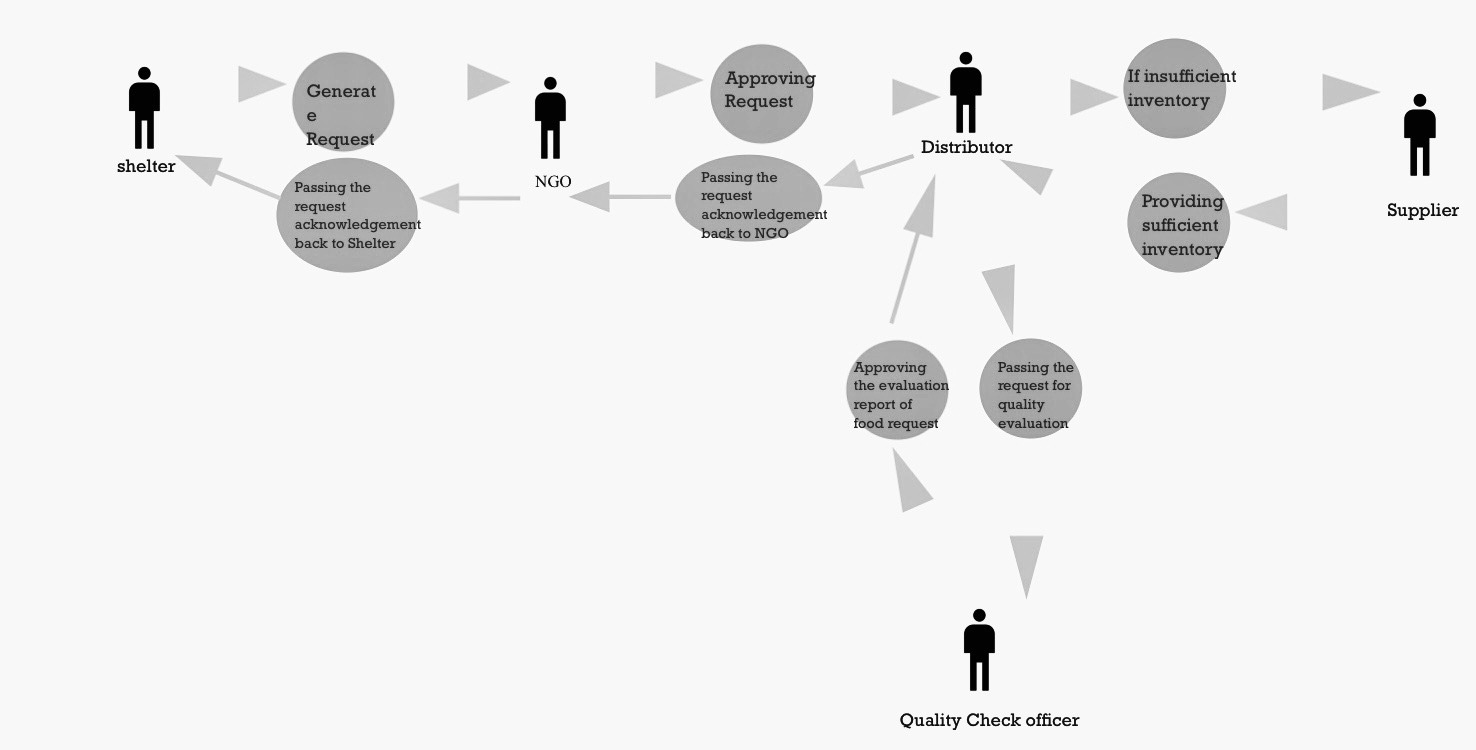 Generat
e
Request
shelter
Passing the
request
acknowledgement
back to Shelter
NGO
Approving
Request
Passing the
request
acknowledgement
back to NGO
Distributor
If insufficient
inventory
Providing
sufficient
inventory
Supplier
Approving
the evaluation
report of
food request
Passing the
request for
quality
evaluation
Quality Check officer